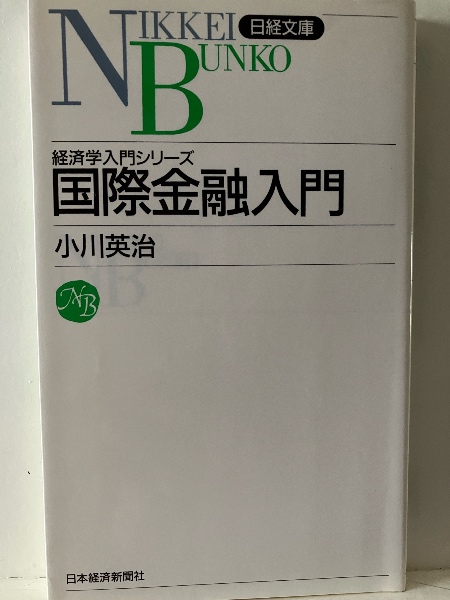 NIKKEI
日経文庫
BUNKO
経済学入門シリーズ
国際金融入門
小川英治
NB
日本経済新聞社